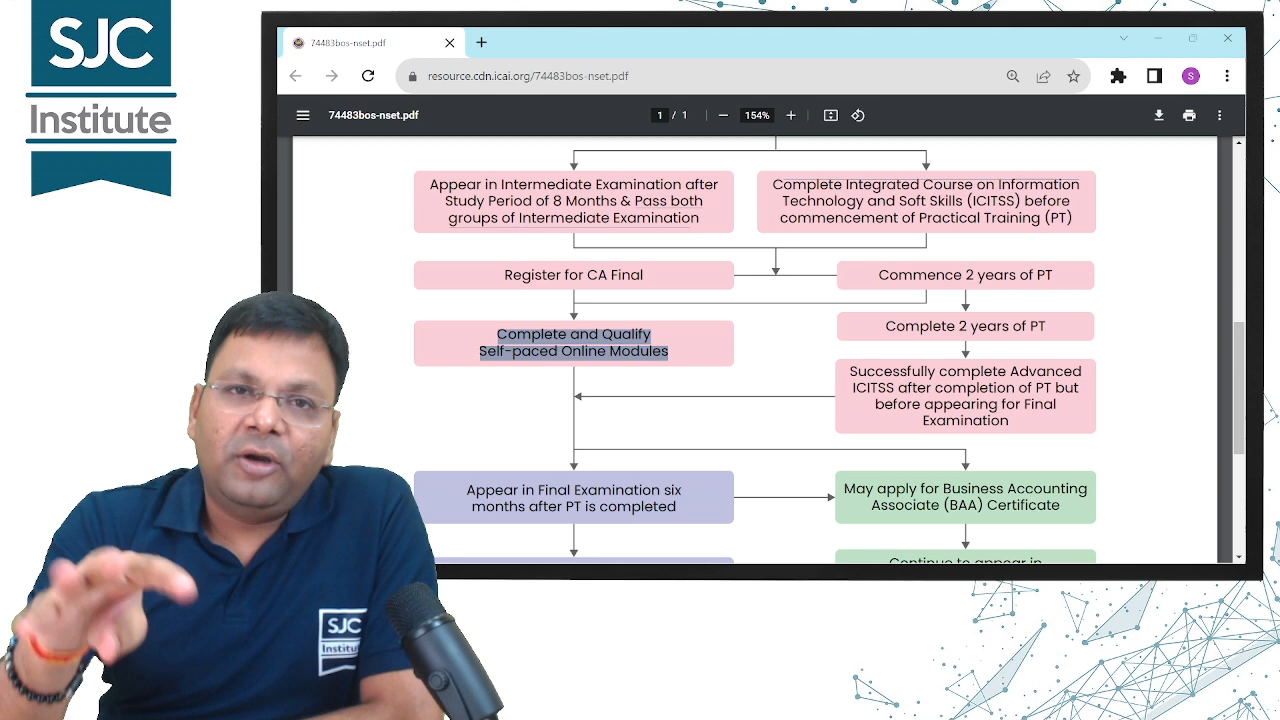 SJC
Institute
74483bos-nset.pdf
resource.cdn.icai.org/74483bos-nset.pdf
S
74483bos-nset.pdf
1 / 1
154%
Appear in Intermediate Examination after
Study Period of 8 Months & Pass both
groups of Intermediate Examination
Complete Integrated Course on Information
Technology and Soft Skills (ICITSS) before
commencement of Practical Training (PT)
Register for CA Final
Commence 2 years of PT
Complete and Qualify
Self-paced Online Modules
Complete 2 years of PT
Successfully complete Advanced
ICITSS after completion of PT but
before appearing for Final
Examination
Appear in Final Examination six
months after PT is completed
May apply for Business Accounting
Associate (BAA) Certificate
Continue to appear in
SJC
Institu